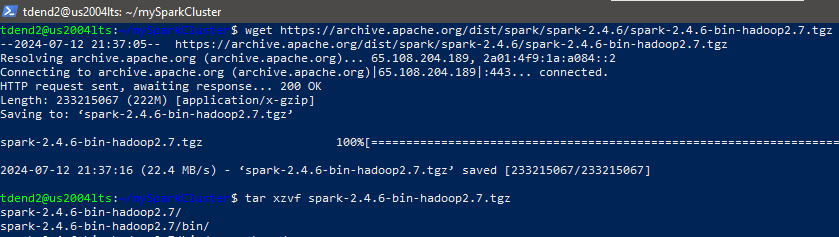 tdend2@us2004lts: ~/mySparkCluster
tdend2@us2004lts:~/mySparkCluster$ wget https://archive.apache.org/dist/spark/spark-2.4.6/spark-2.4.6-bin-hadoop2.7.tgz
--2024-07-12 21:37:05--  https://archive.apache.org/dist/spark/spark-2.4.6/spark-2.4.6-bin-hadoop2.7.tgz
Resolving archive.apache.org (archive.apache.org)... 65.108.204.189, 2a01:4f9:1a:a084::2
Connecting to archive.apache.org (archive.apache.org)|65.108.204.189|:443... connected.
HTTP request sent, awaiting response... 200 OK
Length: 233215067 (222M) [application/x-gzip]
Saving to: ‘spark-2.4.6-bin-hadoop2.7.tgz’
spark-2.4.6-bin-hadoop2.7.tgz                 100%[===================================================================
2024-07-12 21:37:16 (22.4 MB/s) - ‘spark-2.4.6-bin-hadoop2.7.tgz’ saved [233215067/233215067]
tdend2@us2004lts:~/mySparkCluster$ tar xzvf spark-2.4.6-bin-hadoop2.7.tgz
spark-2.4.6-bin-hadoop2.7/
spark-2.4.6-bin-hadoop2.7/bin/